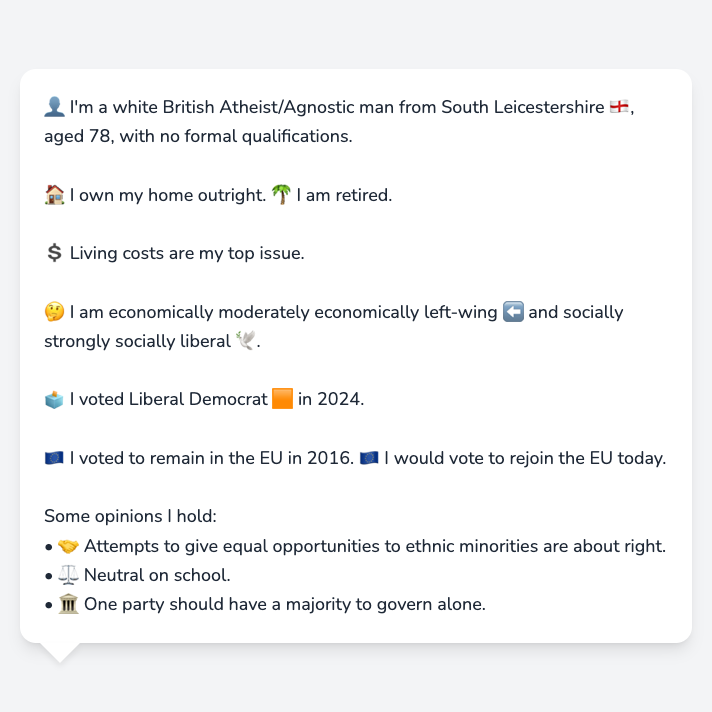 👤 I'm a white British Atheist/Agnostic man from South Leicestershire 🏴󠁧󠁢󠁥󠁮󠁧󠁿,
aged 78, with no formal qualifications.
🏠 I own my home outright. 🌴 I am retired.
💲 Living costs are my top issue.
🤔 I am economically moderately economically left-wing ⬅️ and socially
strongly socially liberal 🕊️.
🗳️ I voted Liberal Democrat 🟧 in 2024.
🇪🇺 I voted to remain in the EU in 2016. 🇪🇺 I would vote to rejoin the EU today.
Some opinions I hold:
• 🤝 Attempts to give equal opportunities to ethnic minorities are about right.
• ⚖️ Neutral on school.
• 🏛️ One party should have a majority to govern alone.